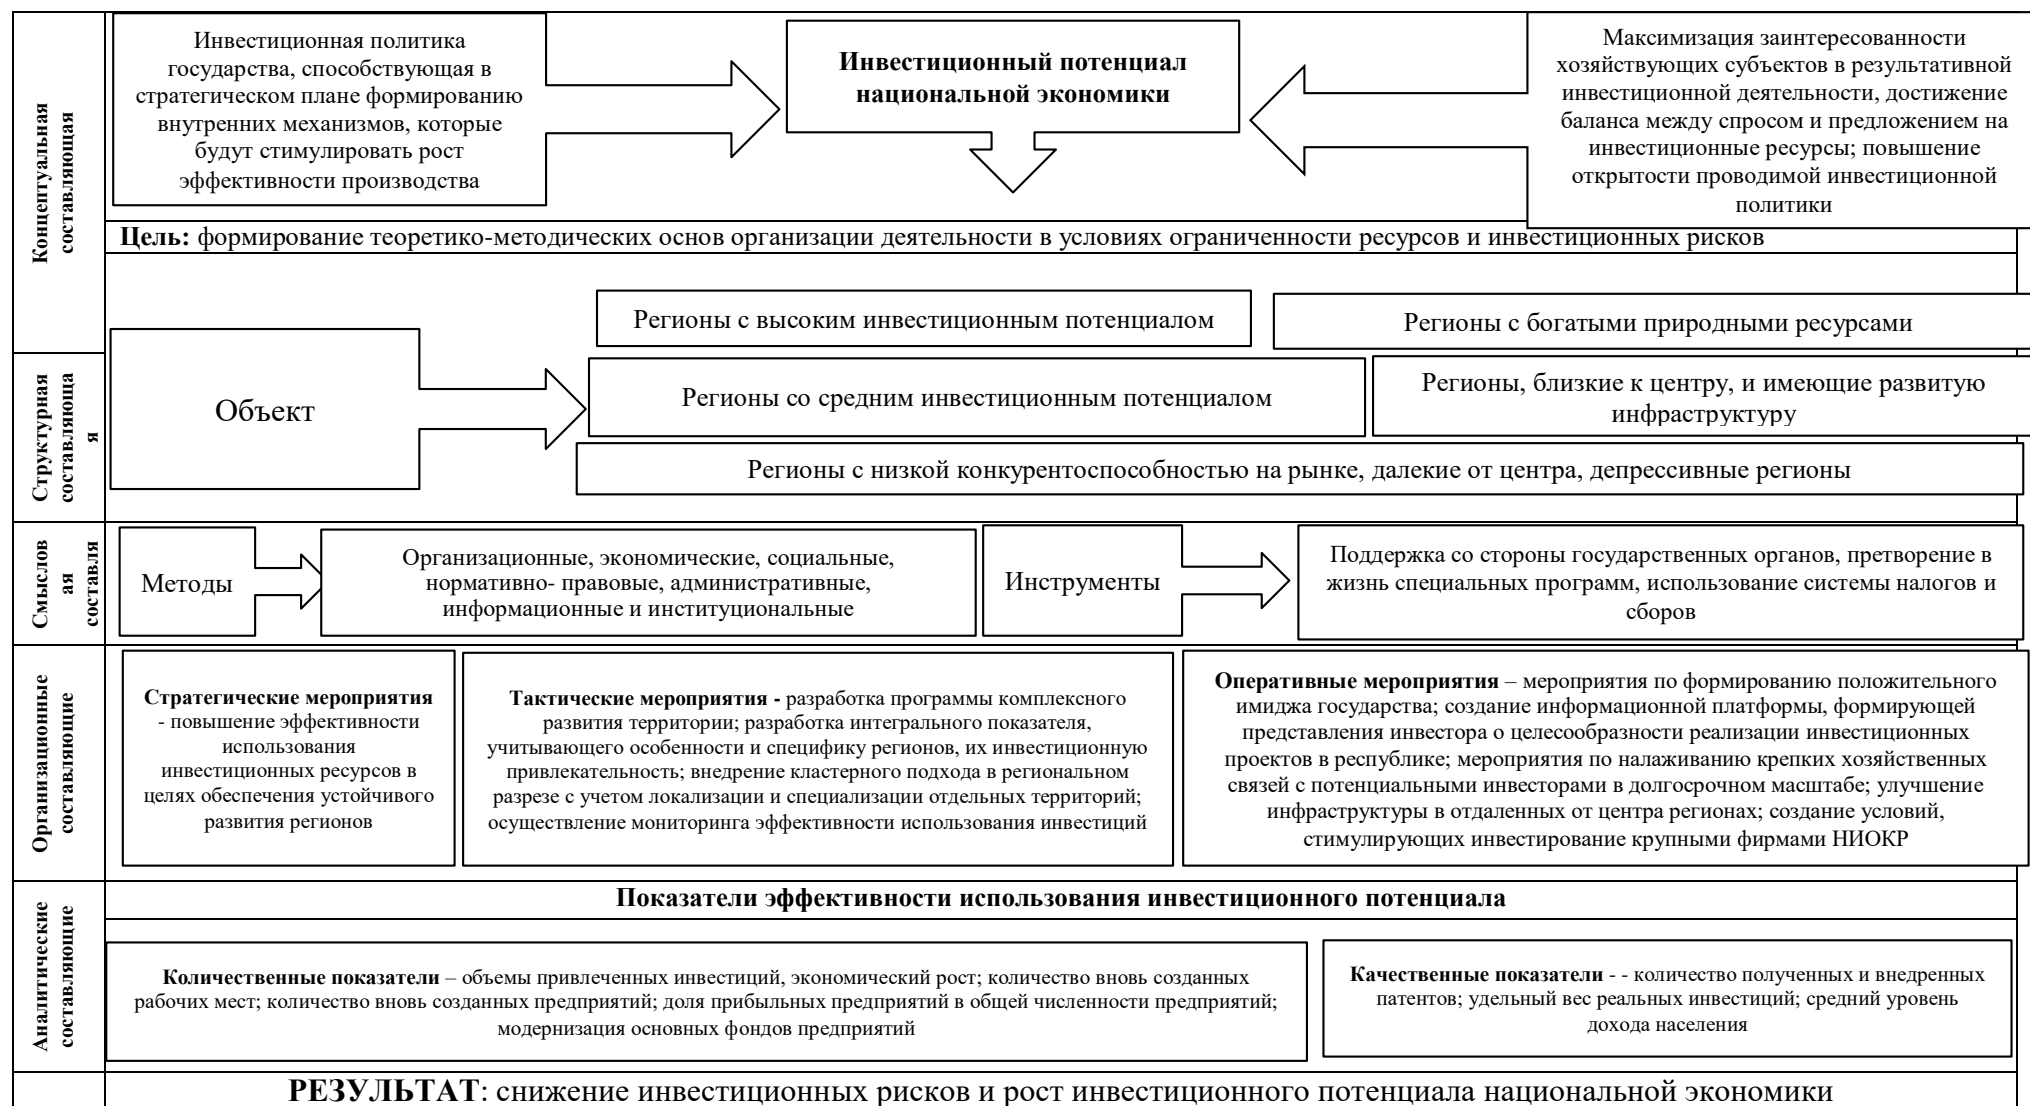 Концептуальная
составляющая
Инвестиционная политика
государства, способствующая в
стратегическом плане формированию
внутренних механизмов, которые
будут стимулировать рост
эффективности производства
Инвестиционный потенциал
национальной экономики
Максимизация заинтересованности
хозяйствующих субъектов в результативной
инвестиционной деятельности, достижение
баланса между спросом и предложением на
инвестиционные ресурсы; повышение
открытости проводимой инвестиционной
политики
Цель: формирование теоретико-методических основ организации деятельности в условиях ограниченности ресурсов и инвестиционных рисков
Структурная
составляюща
я
Объект
Регионы с высоким инвестиционным потенциалом
Регионы с богатыми природными ресурсами
Регионы со средним инвестиционным потенциалом
Регионы, близкие к центру, и имеющие развитую
инфраструктуру
Регионы с низкой конкурентоспособностью на рынке, далекие от центра, депрессивные регионы
Смыслов
ая
составля
Методы
Организационные, экономические, социальные,
нормативно- правовые, административные,
информационные и институциональные
Инструменты
Поддержка со стороны государственных органов, претворение в
жизнь специальных программ, использование системы налогов и
сборов
Организационные
составляющие
Стратегические мероприятия
- повышение эффективности
использования
инвестиционных ресурсов в
целях обеспечения устойчивого
развития регионов
Тактические мероприятия - разработка программы комплексного
развития территории; разработка интегрального показателя,
учитывающего особенности и специфику регионов, их инвестиционную
привлекательность; внедрение кластерного подхода в региональном
разрезе с учетом локализации и специализации отдельных территорий;
осуществление мониторинга эффективности использования инвестиций
Оперативные мероприятия – мероприятия по формированию положительного
имиджа государства; создание информационной платформы, формирующей
представления инвестора о целесообразности реализации инвестиционных
проектов в республике; мероприятия по налаживанию крепких хозяйственных
связей с потенциальными инвесторами в долгосрочном масштабе; улучшение
инфраструктуры в отдаленных от центра регионах; создание условий,
стимулирующих инвестирование крупными фирмами НИОКР
Аналитические
составляющие
Показатели эффективности использования инвестиционного потенциала
Количественные показатели – объемы привлеченных инвестиций, экономический рост; количество вновь созданных
рабочих мест; количество вновь созданных предприятий; доля прибыльных предприятий в общей численности предприятий;
модернизация основных фондов предприятий
Качественные показатели - - количество полученных и внедренных
патентов; удельный вес реальных инвестиций; средний уровень
дохода населения
РЕЗУЛЬТАТ: снижение инвестиционных рисков и рост инвестиционного потенциала национальной экономики